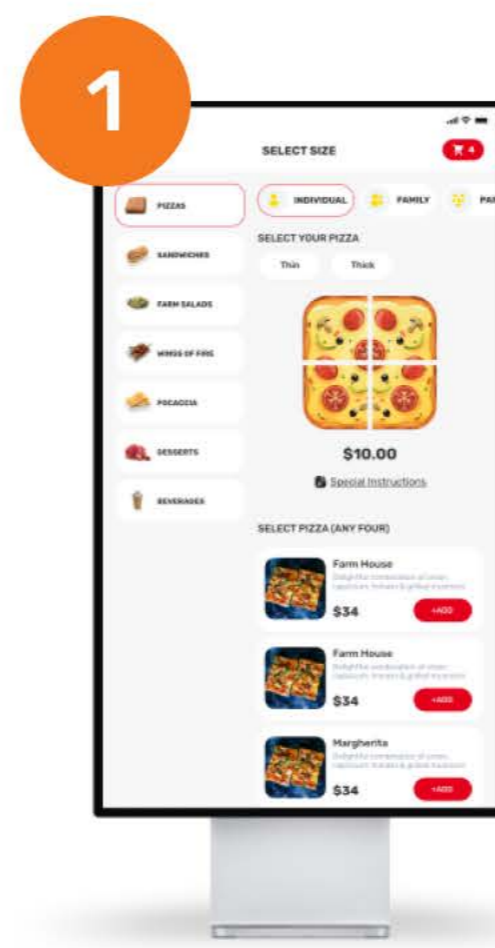 1
SELECT SIZE
4
PIZZAS
SANDWICHES
FARM SALADS
WINGS OF FIRE
FOCACCIA
DESSERTS
BEVERAGES
INDIVIDUAL
FAMILY
SELECT YOUR PIZZA
Thin
Thick
$10.00
Special Instructions
SELECT PIZZA (ANY FOUR)
Farm House
$34
+ADD
Farm House
$34
+ADD
Margherita
$34
+ADD